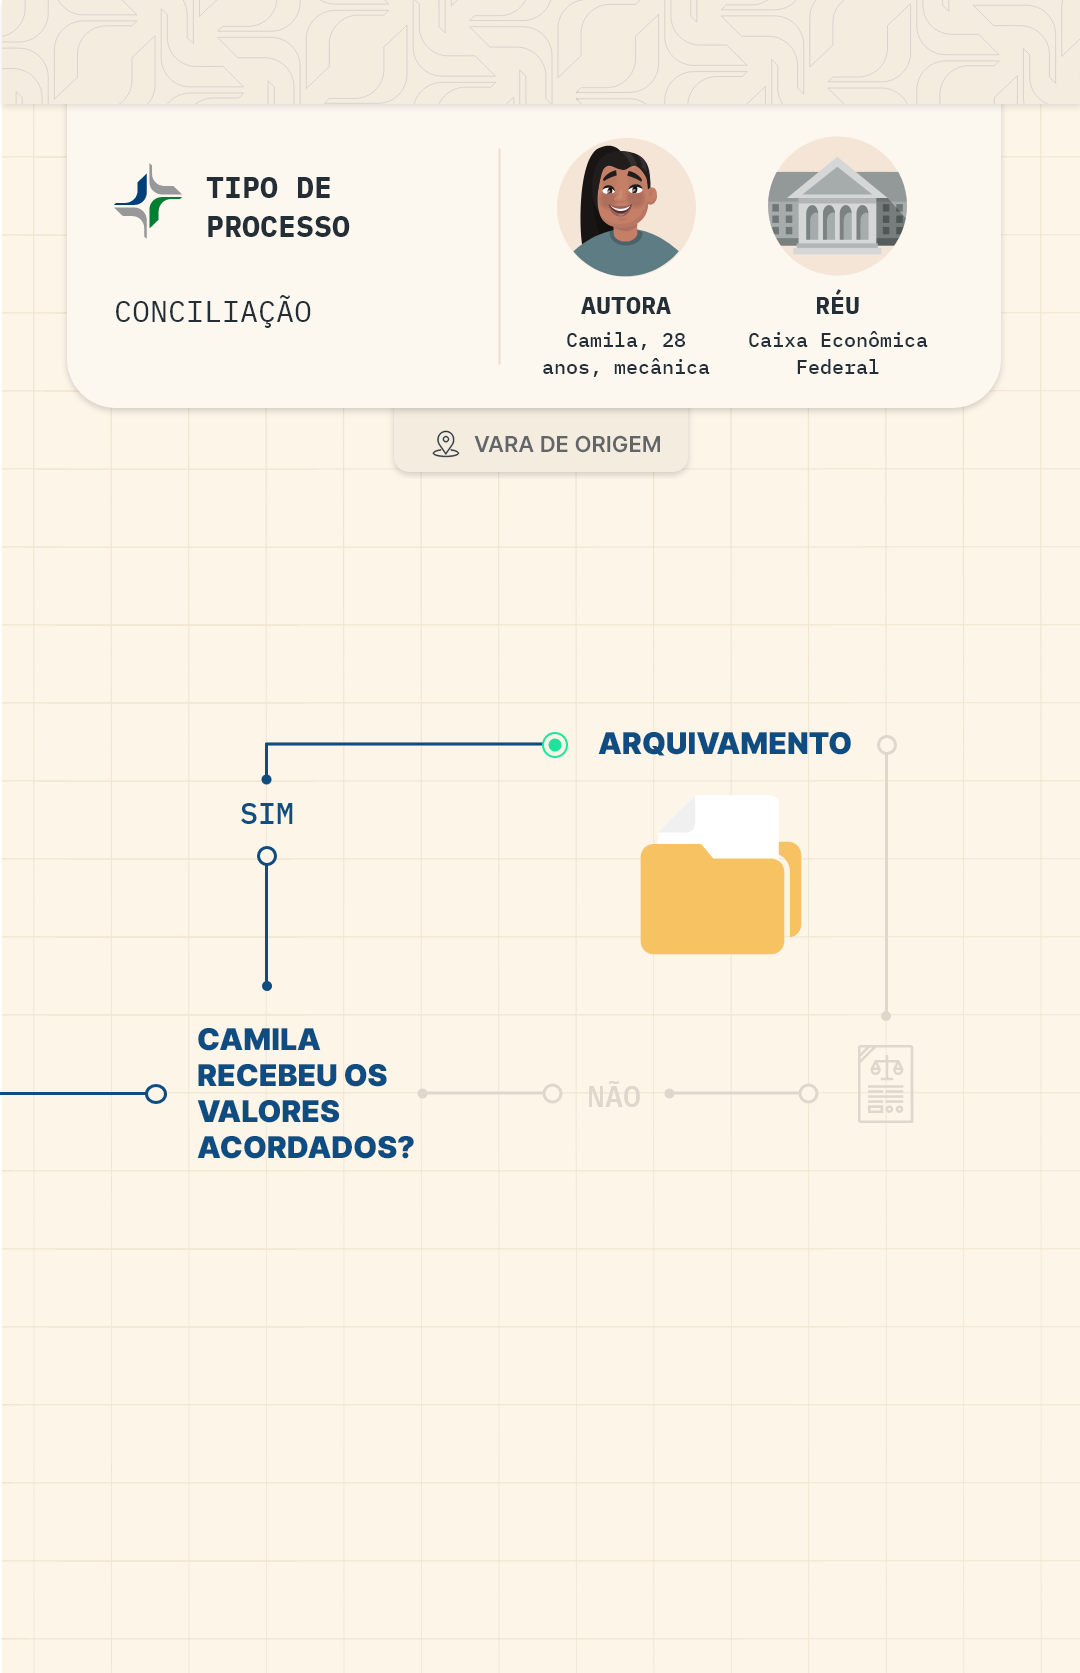 TIPO DE
PROCESSO
CONCILIAÇÃO
AUTORA
Camila, 28
anos, mecânica
RÉU
Caixa Econômica
Federal
VARA DE ORIGEM
ARQUIVAMENTO
SIM
CAMILA
RECEBEU OS
VALORES
ACORDADOS?
NÃO